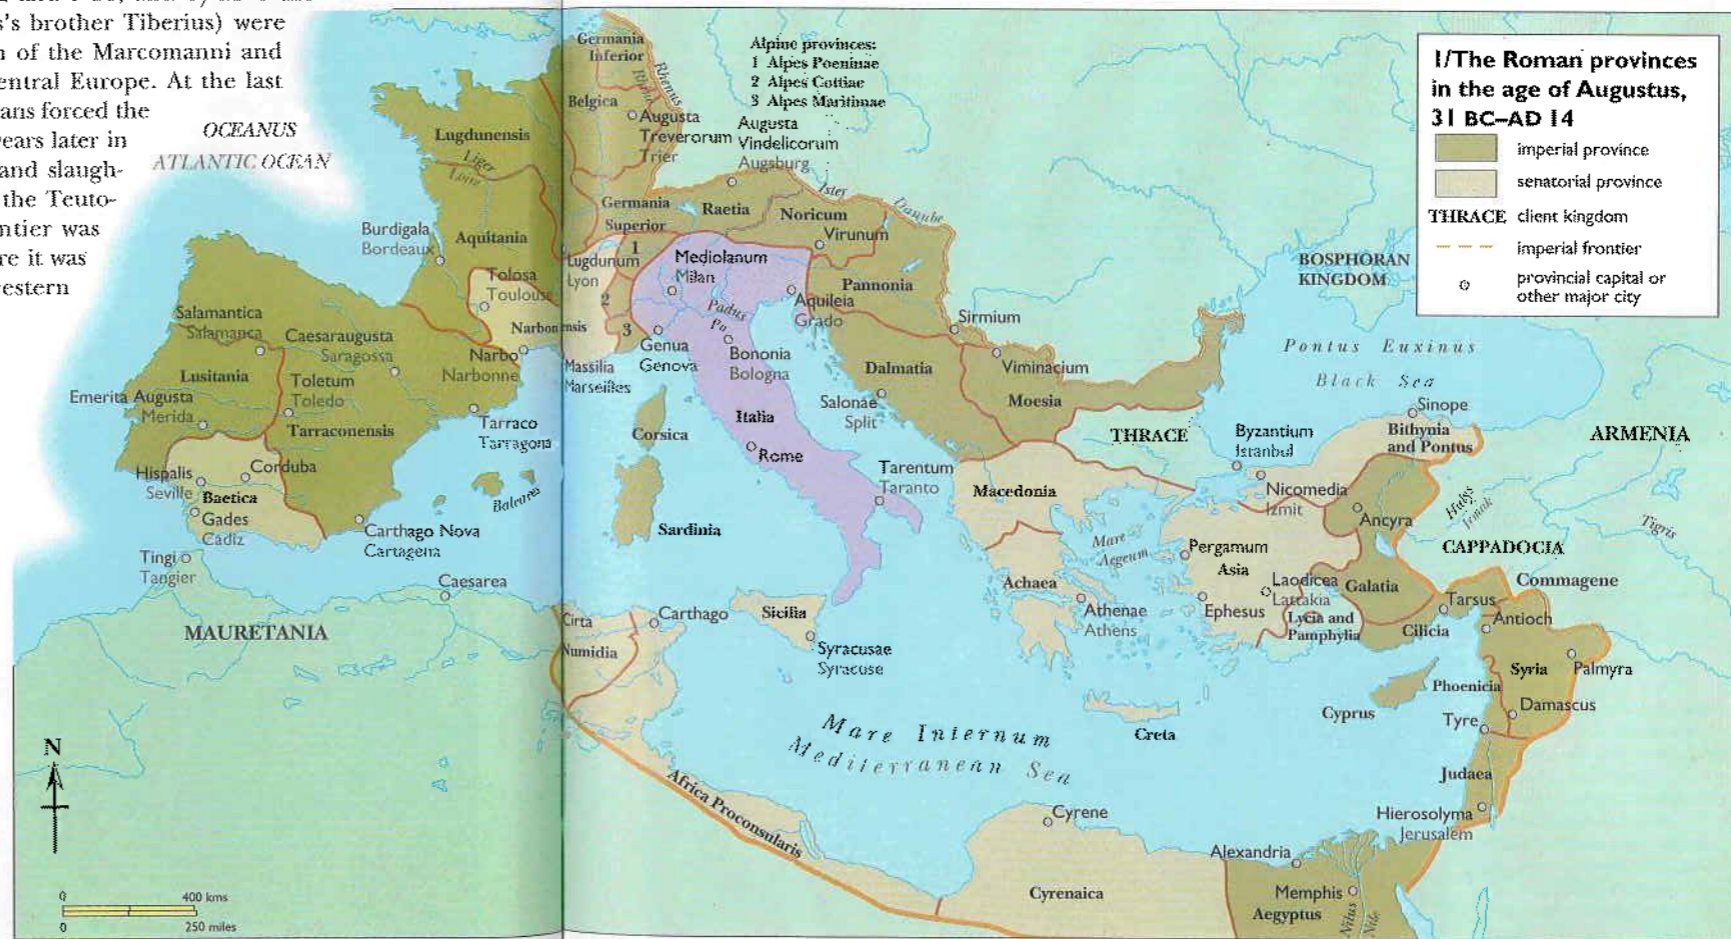 's brother Tiberius) were
of the Marcomanni and
entral Europe. At the last
ans forced the
ears later in
and slaugh-
the Teuto-
ntier was
re it was
estern
OCEANUS
ATLANTIC OCEAN
Alpine provinces:
1 Alpes Poeninae
2 Alpes Cottiae
3 Alpes Maritimae
1/The Roman provinces
in the age of Augustus,
31 BC–AD 14
imperial province
senatorial province
THRACE client kingdom
imperial frontier
provincial capital or
other major city
Germania
Inferior
Rhenus
Rhine
Belgica
Augusta
Treverorum
Trier
Augusta
Vindelicorum
Augsburg
Lugdunensis
Liger
Loire
Ister
Danube
Germania
Superior
Raetia
Noricum
Virunum
Burdigala
Bordeaux
Aquitania
Lugdunum
Lyon
1
2
3
Mediolanum
Milan
Pannonia
Tolosa
Toulouse
Narbonensis
Padus
Po
Aquileia
Grado
Sirmium
BOSPHORAN
KINGDOM
Salamantica
Salamanca
Caesaraugusta
Saragossa
Narbo
Narbonne
Massilia
Marseilles
Genua
Genova
Bononia
Bologna
Dalmatia
Viminacium
Pontus Euxinus
Black Sea
Lusitania
Toletum
Toledo
Emerita Augusta
Merida
Tarraconensis
Tarraco
Tarragona
Corsica
Italia
Salonae
Split
Moesia
Sinope
THRACE
Byzantium
Istanbul
Bithynia
and Pontus
ARMENIA
Rome
Hispalis
Seville
Corduba
Baetica
Gades
Cadiz
Baleares
Carthago Nova
Cartagena
Sardinia
Tarentum
Taranto
Macedonia
Nicomedia
Izmit
Ancyra
Halys
Irmak
Tigris
CAPPADOCIA
Mare
Aegeum
Pergamum
Asia
Tingi
Tangier
Caesarea
Achaea
Laodicea
Lattakia
Galatia
Commagene
MAURETANIA
Cirta
Carthago
Sicilia
Athenae
Athens
Ephesus
Lycia and
Pamphylia
Tarsus
Cilicia
Antioch
Numidia
Syracusae
Syracuse
Syria
Palmyra
Phoenicia
Cyprus
Damascus
Tyre
Creta
Mare Internum
Mediterranean Sea
N
Judaea
Africa Proconsularis
Cyrene
Hierosolyma
Jerusalem
Alexandria
Cyrenaica
Memphis
Aegyptus
Nilus
Nile
0 400 kms
0 250 miles